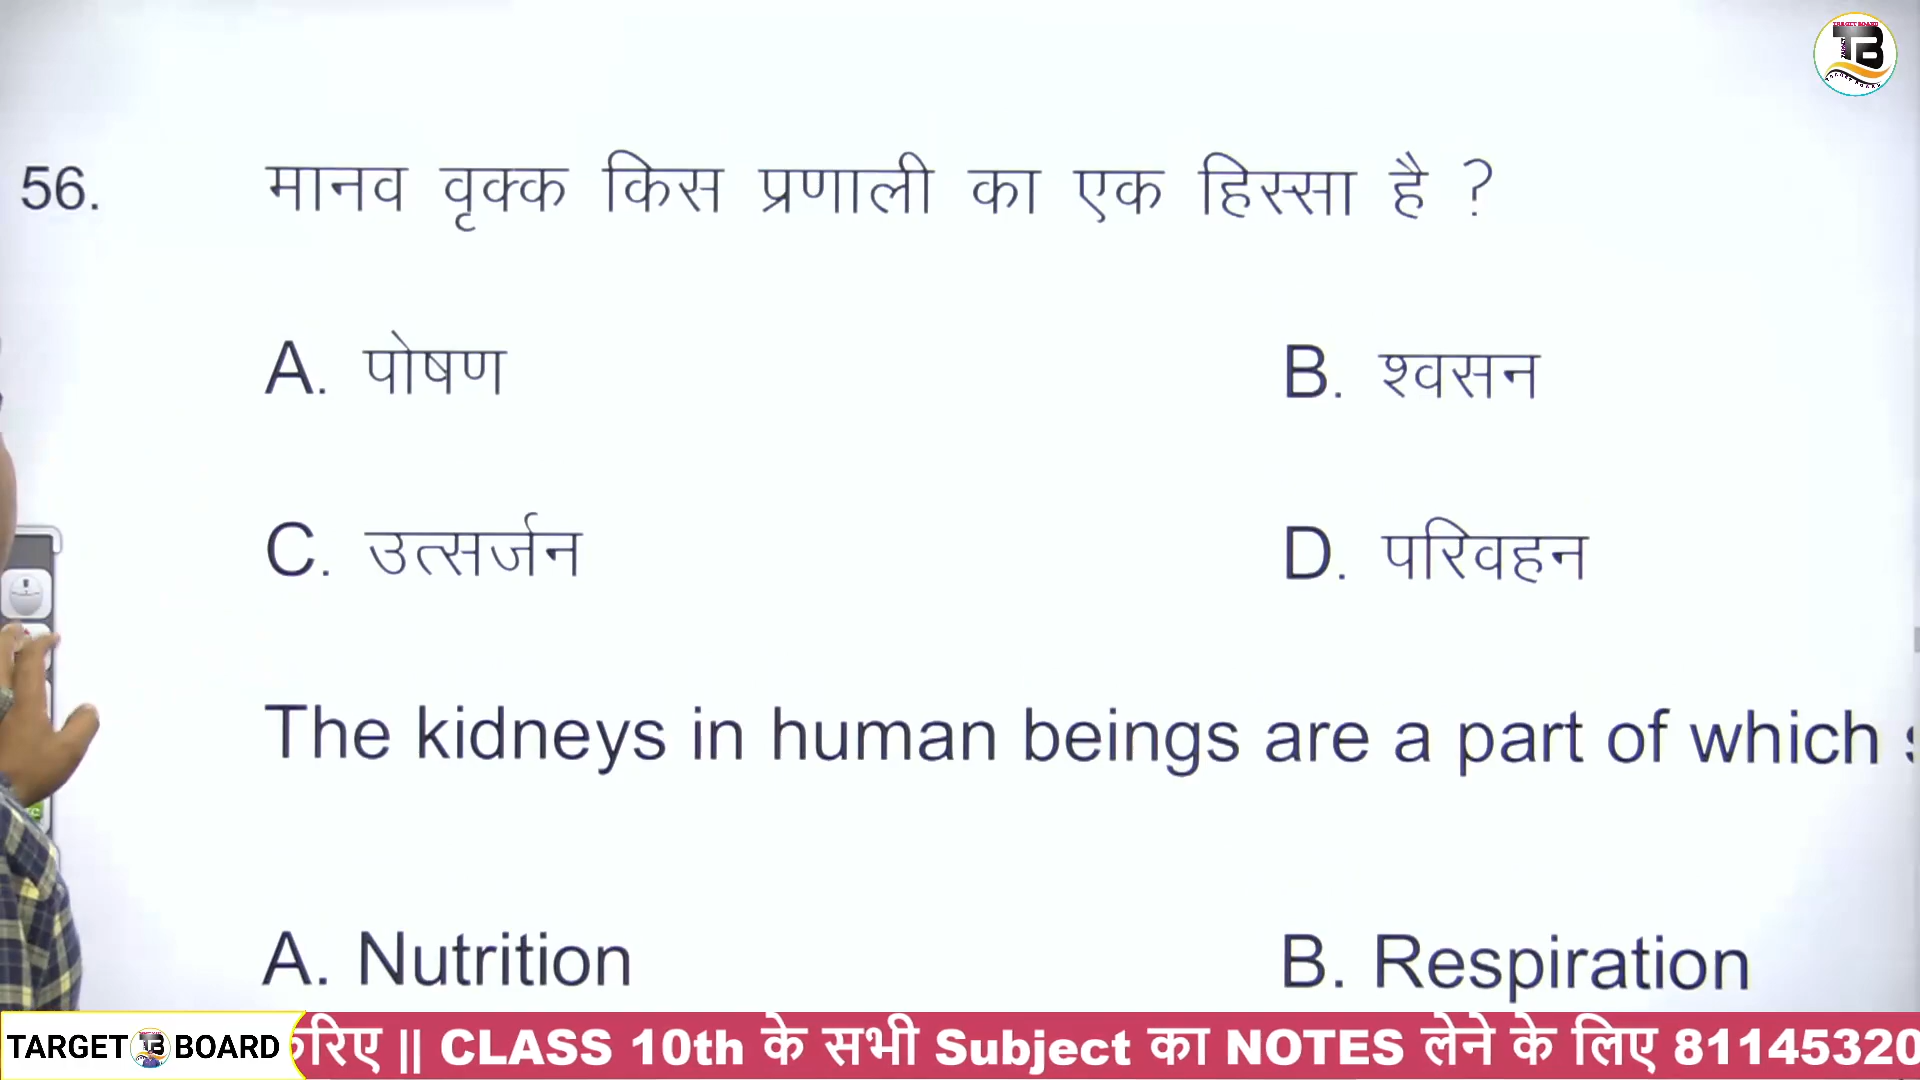 56. मानव वृक्क किस प्रणाली का एक हिस्सा है ?
A. पोषण B. श्वसन
C. उत्सर्जन D. परिवहन
The kidneys in human beings are a part of which
A. Nutrition B. Respiration
TARGET TB BOARD || CLASS 10th के सभी Subject का NOTES लेने के लिए 81145320